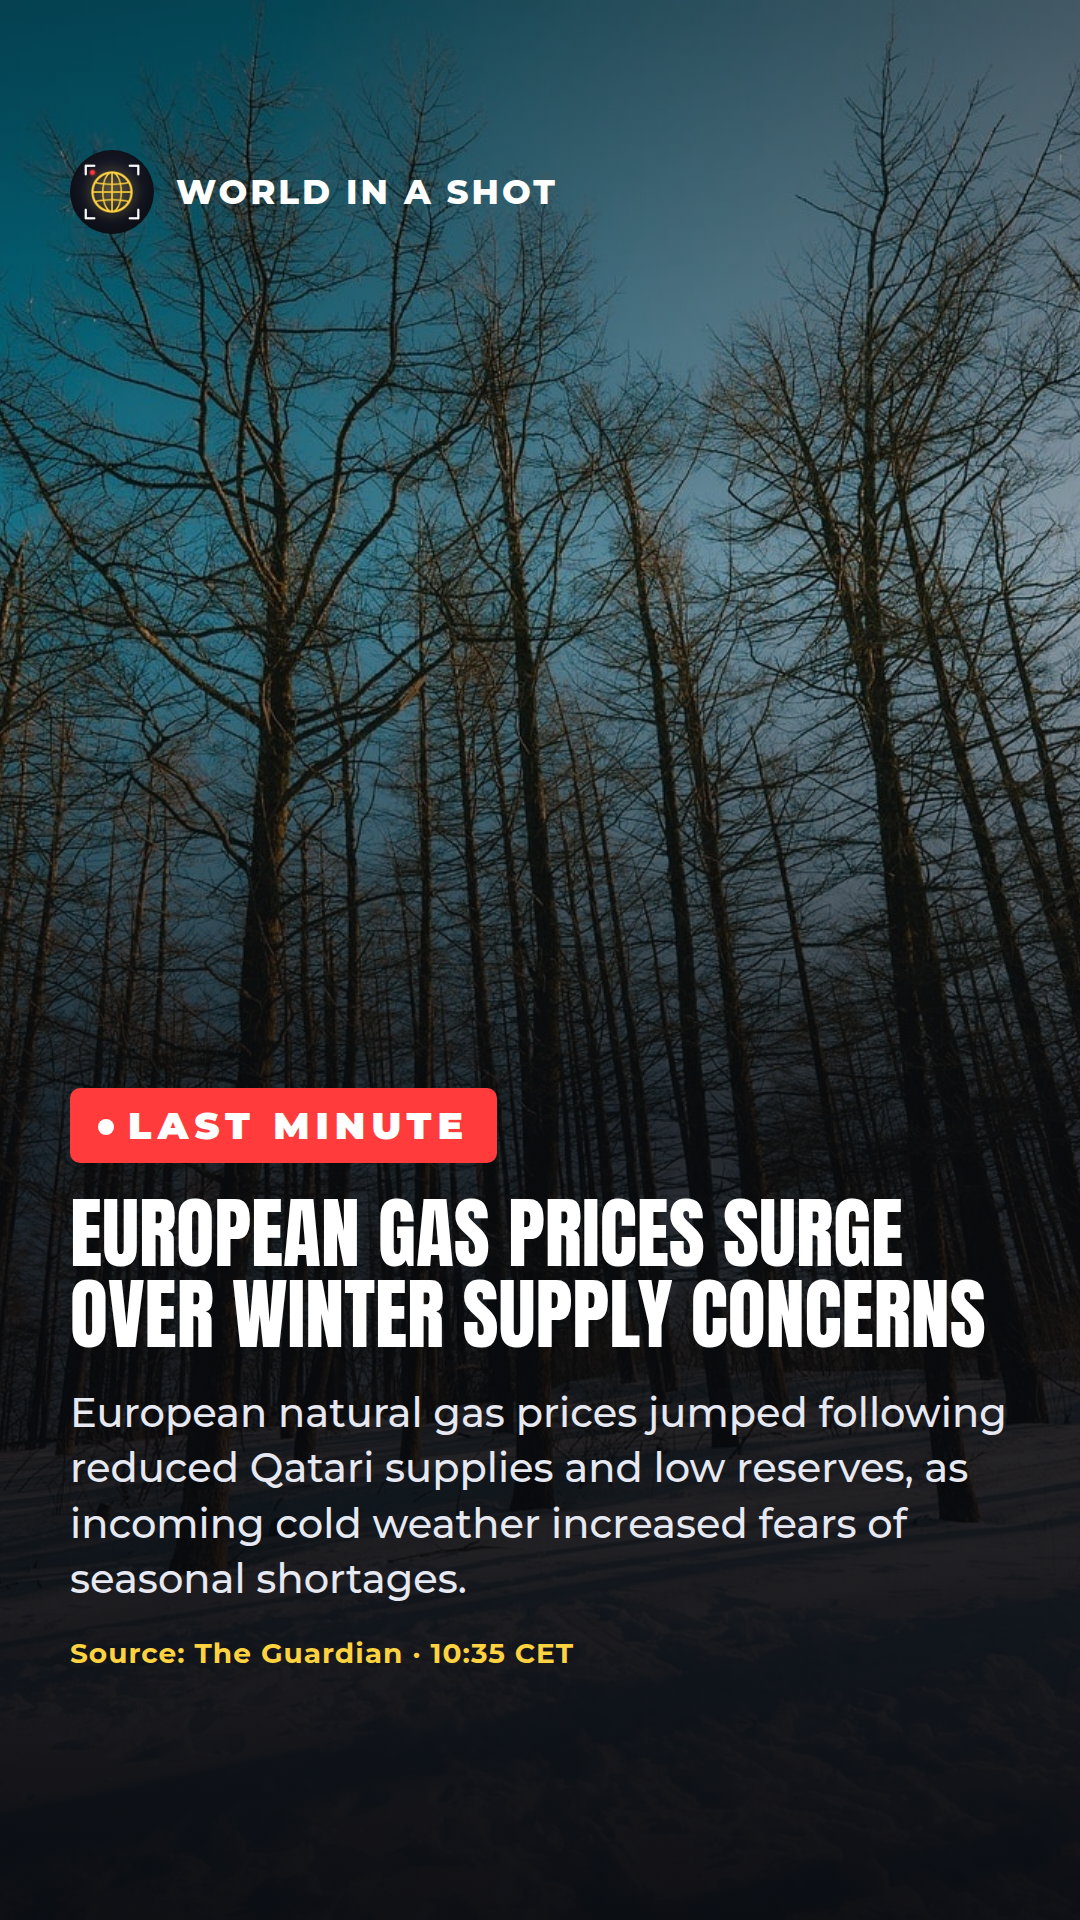 WORLD IN A SHOT
LAST MINUTE
EUROPEAN GAS PRICES SURGE
OVER WINTER SUPPLY CONCERNS
European natural gas prices jumped following
reduced Qatari supplies and low reserves, as
incoming cold weather increased fears of
seasonal shortages.
Source: The Guardian · 10:35 CET